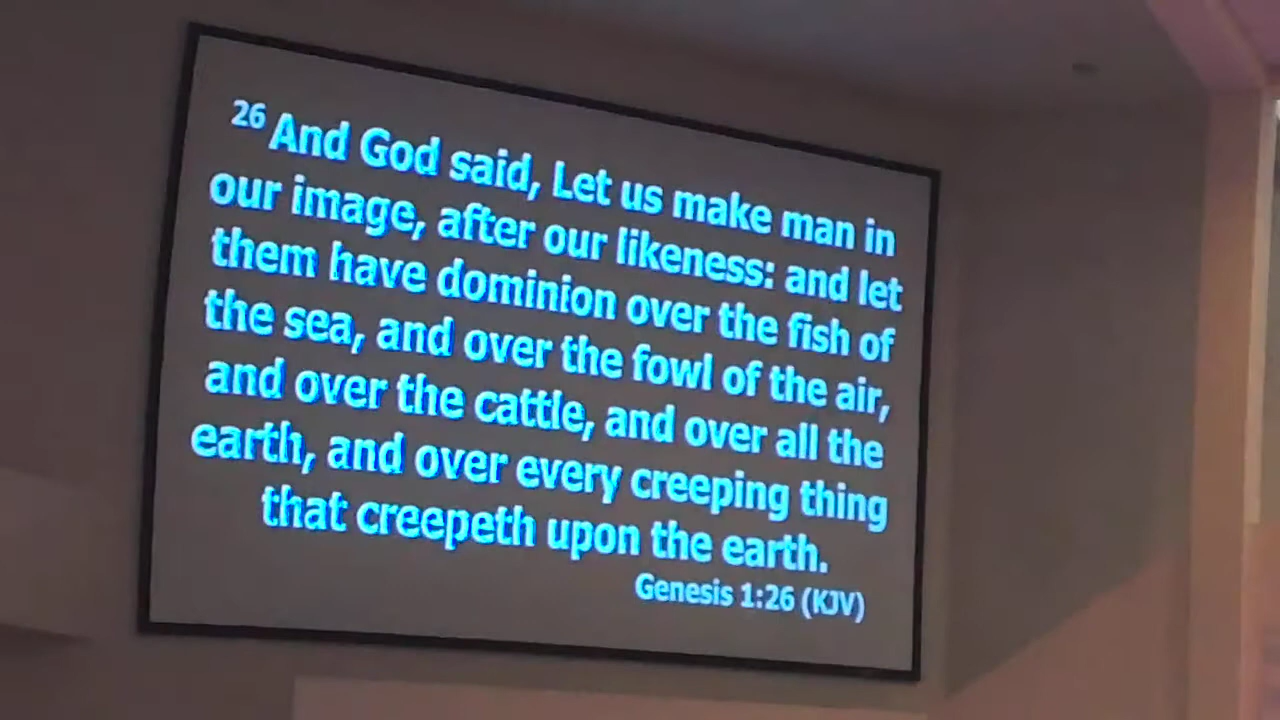 26 And God said, Let us make man in
our image, after our likeness: and let
them have dominion over the fish of
the sea, and over the fowl of the air,
and over the cattle, and over all the
earth, and over every creeping thing
that creepeth upon the earth.
Genesis 1:26 (KJV)